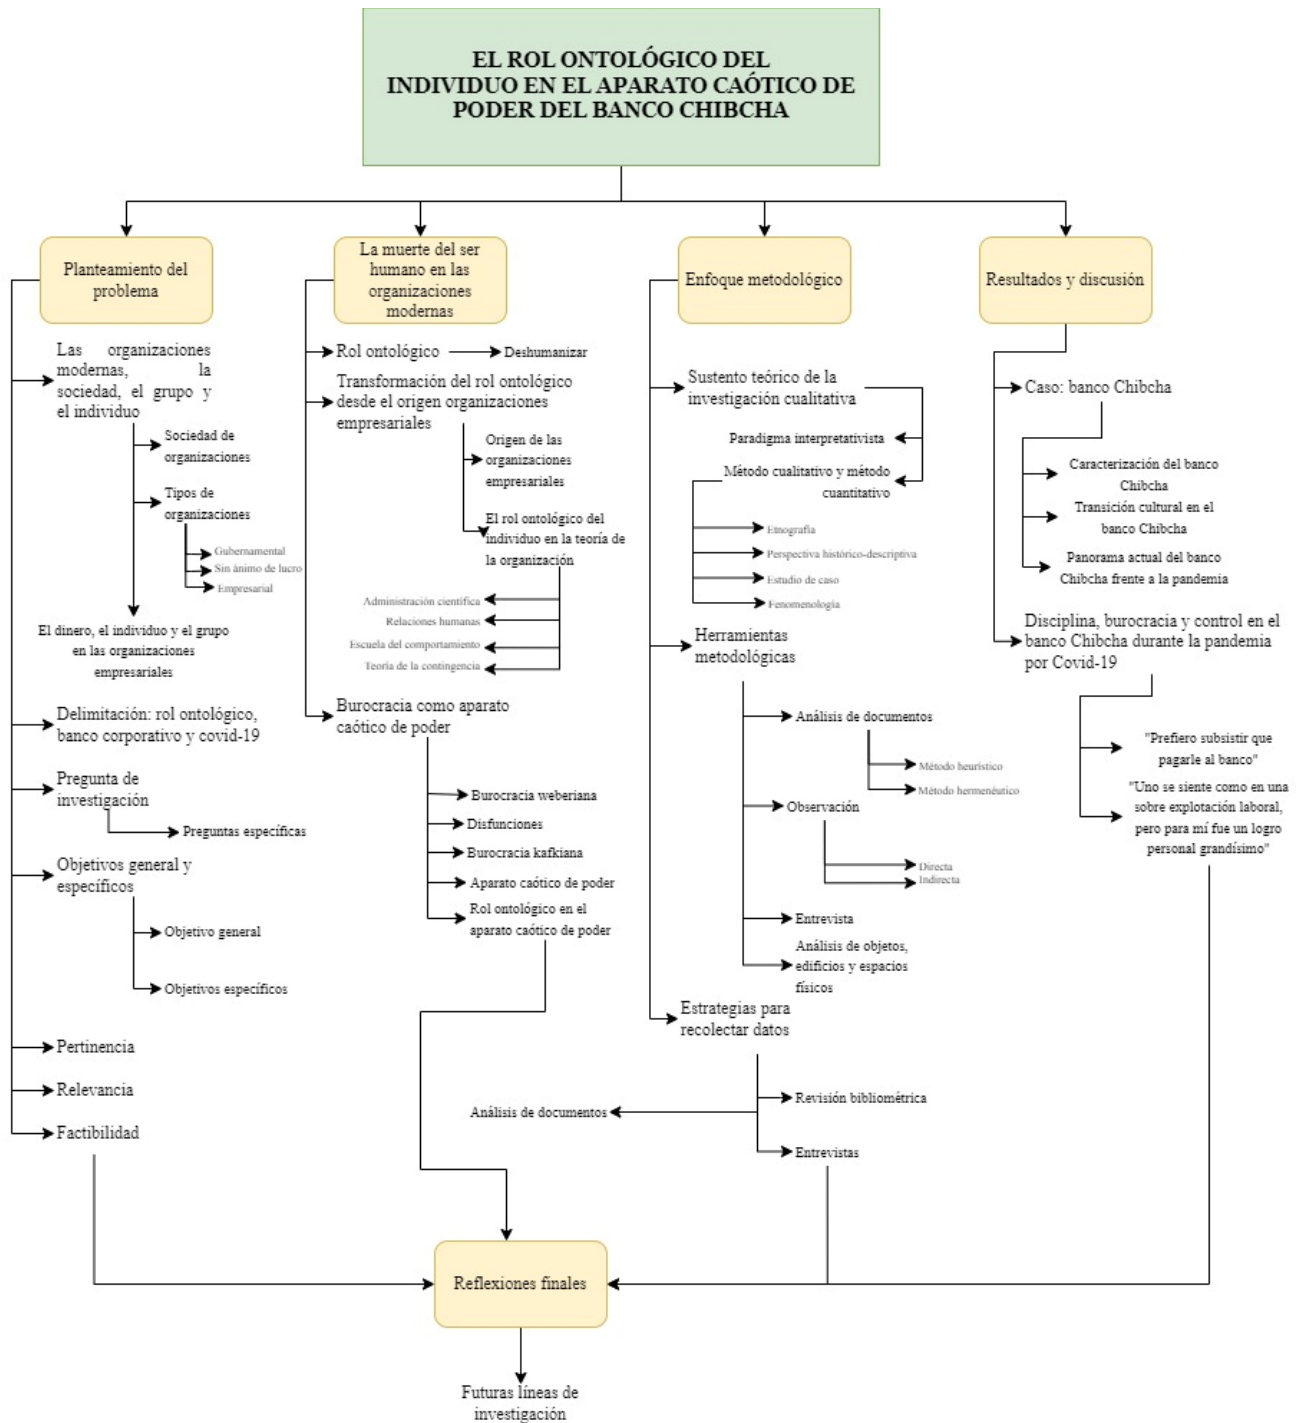 EL ROL ONTOLÓGICO DEL
INDIVIDUO EN EL APARATO CAÓTICO DE
PODER DEL BANCO CHIBCHA
Planteamiento del
problema
Las organizaciones
modernas, la
sociedad, el grupo y
el individuo
Sociedad de
organizaciones
Tipos de
organizaciones
Gubernamental
Sin ánimo de lucro
Empresarial
El dinero, el individuo y el grupo
en las organizaciones
empresariales
Delimitación: rol ontológico,
banco corporativo y covid-19
Pregunta de
investigación
Preguntas específicas
Objetivos general y
específicos
Objetivo general
Objetivos específicos
Pertinencia
Relevancia
Factibilidad
La muerte del ser
humano en las
organizaciones
modernas
Rol ontológico
Deshumanizar
Transformación del rol ontológico
desde el origen organizaciones
empresariales
Origen de las
organizaciones
empresariales
El rol ontológico del
individuo en la teoría de
la organización
Administración científica
Relaciones humanas
Escuela del comportamiento
Teoría de la contingencia
Burocracia como aparato
caótico de poder
Burocracia weberiana
Disfunciones
Burocracia kafkiana
Aparato caótico de poder
Rol ontológico en el
aparato caótico de poder
Enfoque metodológico
Sustento teórico de la
investigación cualitativa
Paradigma interpretativista
Método cualitativo y método
cuantitativo
Etnografía
Perspectiva histórico-descriptiva
Estudio de caso
Fenomenología
Herramientas
metodológicas
Análisis de documentos
Método heurístico
Método hermenéutico
Observación
Directa
Indirecta
Entrevista
Análisis de objetos,
edificios y espacios
físicos
Estrategias para
recolectar datos
Revisión bibliométrica
Análisis de documentos
Entrevistas
Resultados y discusión
Caso: banco Chibcha
Caracterización del banco
Chibcha
Transición cultural en el
banco Chibcha
Panorama actual del banco
Chibcha frente a la pandemia
Disciplina, burocracia y control en el
banco Chibcha durante la pandemia
por Covid-19
"Prefiero subsistir que
pagarle al banco"
"Uno se siente como en una
sobre explotación laboral,
pero para mí fue un logro
personal grandísimo"
Reflexiones finales
Futuras líneas de
investigación